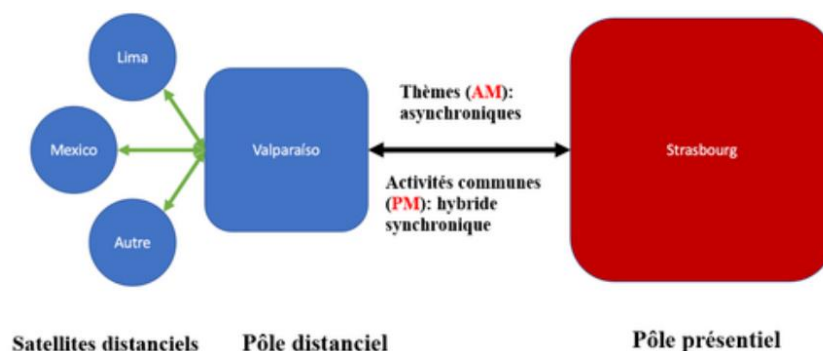 Lima
Mexico
Autre
Valparaíso
Thèmes (AM):
asynchroniques
Activités communes
(PM): hybride
synchronique
Strasbourg
Satellites distanciels
Pôle distanciel
Pôle présentiel